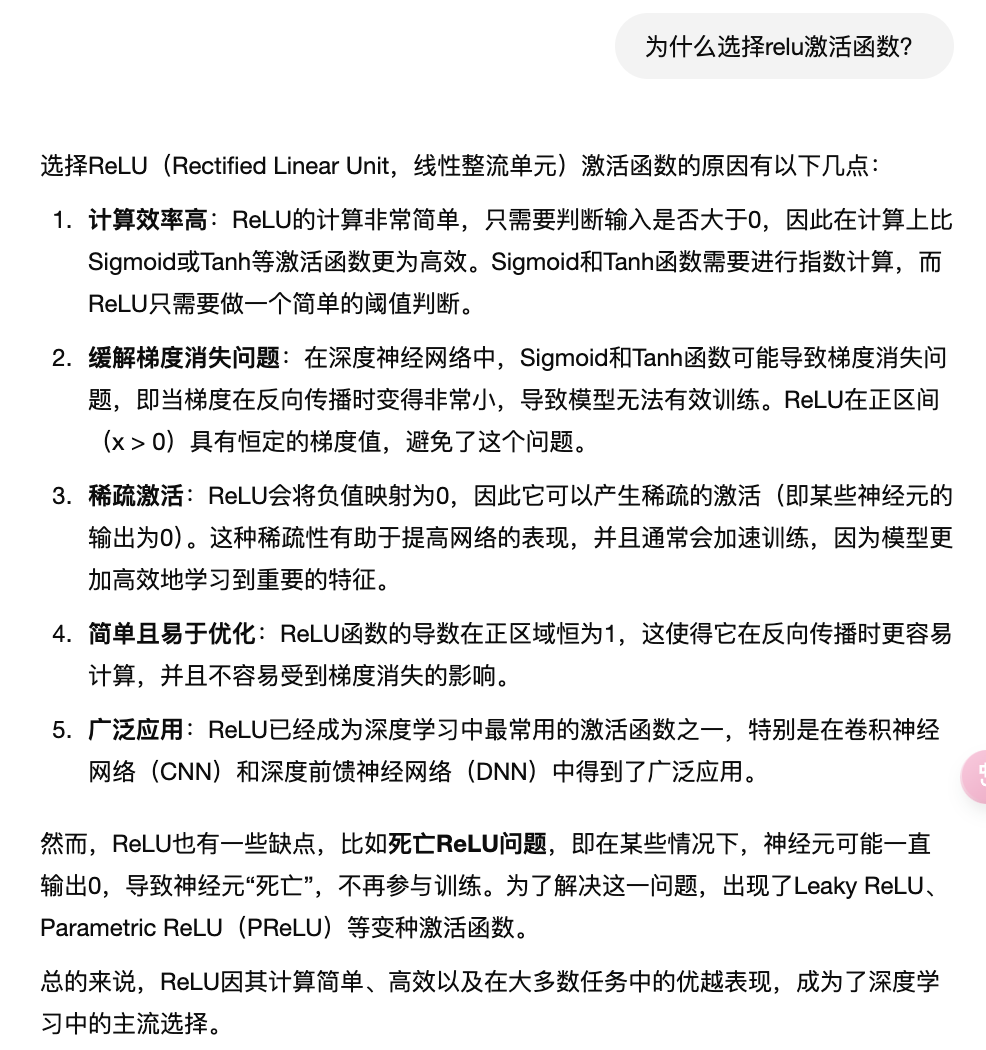 为什么选择relu激活函数?
选择ReLU（Rectified Linear Unit，线性整流单元）激活函数的原因有以下几点：
1. 计算效率高：ReLU的计算非常简单，只需要判断输入是否大于0，因此在计算上比
Sigmoid或Tanh等激活函数更为高效。Sigmoid和Tanh函数需要进行指数计算，而
ReLU只需要做一个简单的阈值判断。
2. 缓解梯度消失问题：在深度神经网络中，Sigmoid和Tanh函数可能导致梯度消失问
题，即当梯度在反向传播时变得非常小，导致模型无法有效训练。ReLU在正区间
（x > 0）具有恒定的梯度值，避免了这个问题。
3. 稀疏激活：ReLU会将负值映射为0，因此它可以产生稀疏的激活（即某些神经元的
输出为0）。这种稀疏性有助于提高网络的表现，并且通常会加速训练，因为模型更
加高效地学习到重要的特征。
4. 简单且易于优化：ReLU函数的导数在正区域恒为1，这使得它在反向传播时更容易
计算，并且不容易受到梯度消失的影响。
5. 广泛应用：ReLU已经成为深度学习中最常用的激活函数之一，特别是在卷积神经
网络（CNN）和深度前馈神经网络（DNN）中得到了广泛应用。
然而，ReLU也有一些缺点，比如死亡ReLU问题，即在某些情况下，神经元可能一直
输出0，导致神经元“死亡”，不再参与训练。为了解决这一问题，出现了Leaky ReLU、
Parametric ReLU（PReLU）等变种激活函数。
总的来说，ReLU因其计算简单、高效以及在大多数任务中的优越表现，成为了深度学
习中的主流选择。